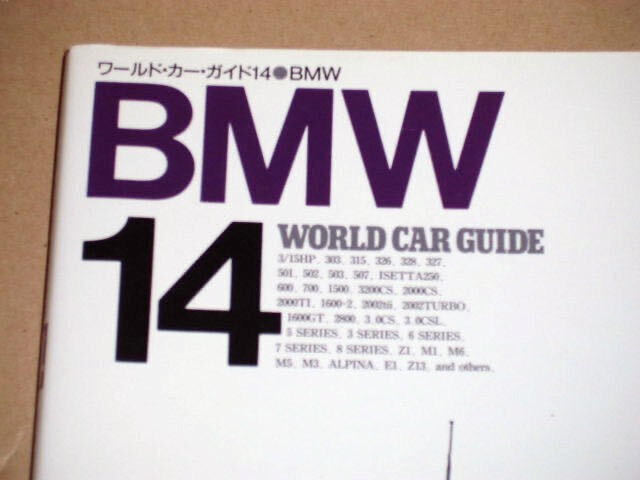 ワールド・カー・ガイド14●BMW
BMW
14
WORLD CAR GUIDE
3/15HP、303、315、326、328、327、
501、502、503、507、ISETTA250、
600、700、1500、3200CS、2000CS、
2000TI、1600-2、2002tii、2002TURBO、
1600GT、2800、3.0CS、3.0CSL、
5 SERIES、3 SERIES、6 SERIES、
7 SERIES、8 SERIES、Z1、M1、M6、
M5、M3、ALPINA、E1、Z13、and others、